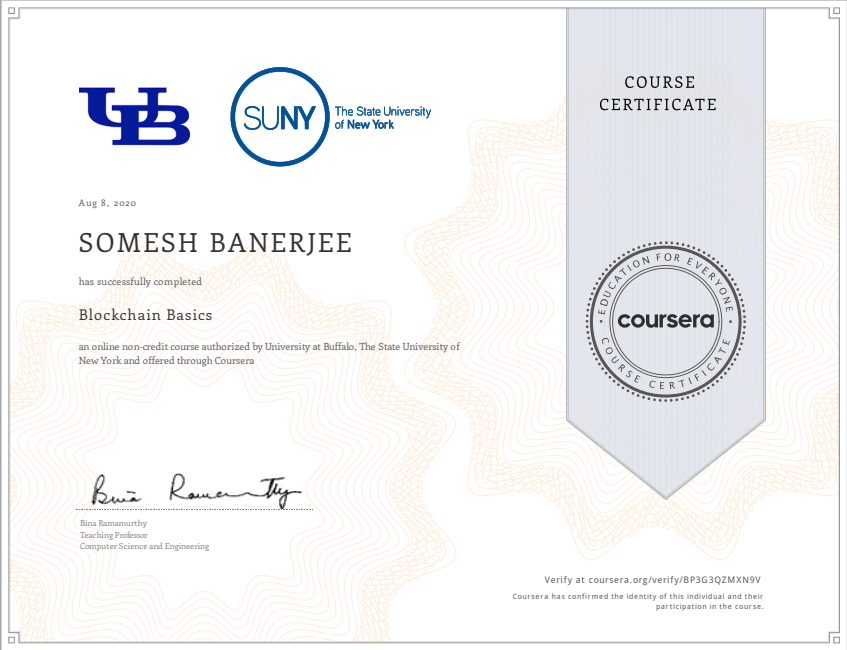 UB
SUNY
The State University
of New York
COURSE
CERTIFICATE
Aug 8, 2020
SOMESH BANERJEE
has successfully completed
Blockchain Basics
an online non-credit course authorized by University at Buffalo, The State University of
New York and offered through Coursera
EDUCATION FOR EVERYONE
coursera
COURSE CERTIFICATE
Bina Ramamurthy
Bina Ramamurthy
Teaching Professor
Computer Science and Engineering
Verify at coursera.org/verify/BP3G3QZMXN9V
Coursera has confirmed the identity of this individual and their
participation in the course.